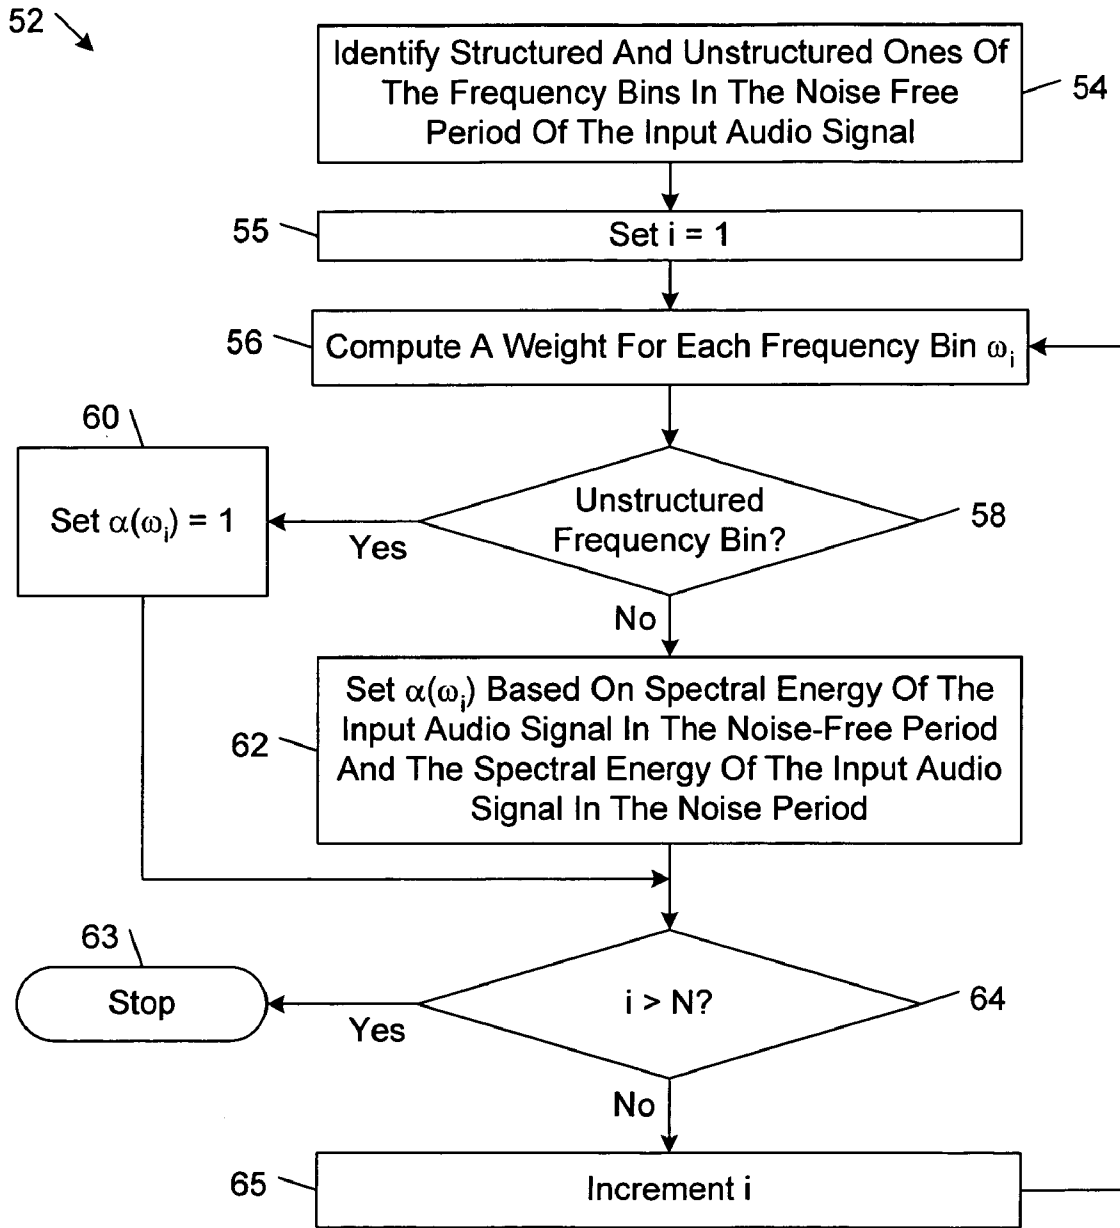 52
Identify Structured And Unstructured Ones Of
The Frequency Bins In The Noise Free
Period Of The Input Audio Signal
54
55
Set i = 1
56
Compute A Weight For Each Frequency Bin ωi
60
Set α(ωi) = 1
Unstructured
Frequency Bin?
58
Yes
No
62
Set α(ωi) Based On Spectral Energy Of The
Input Audio Signal In The Noise-Free Period
And The Spectral Energy Of The Input Audio
Signal In The Noise Period
63
Stop
Yes
i > N?
64
No
65
Increment i